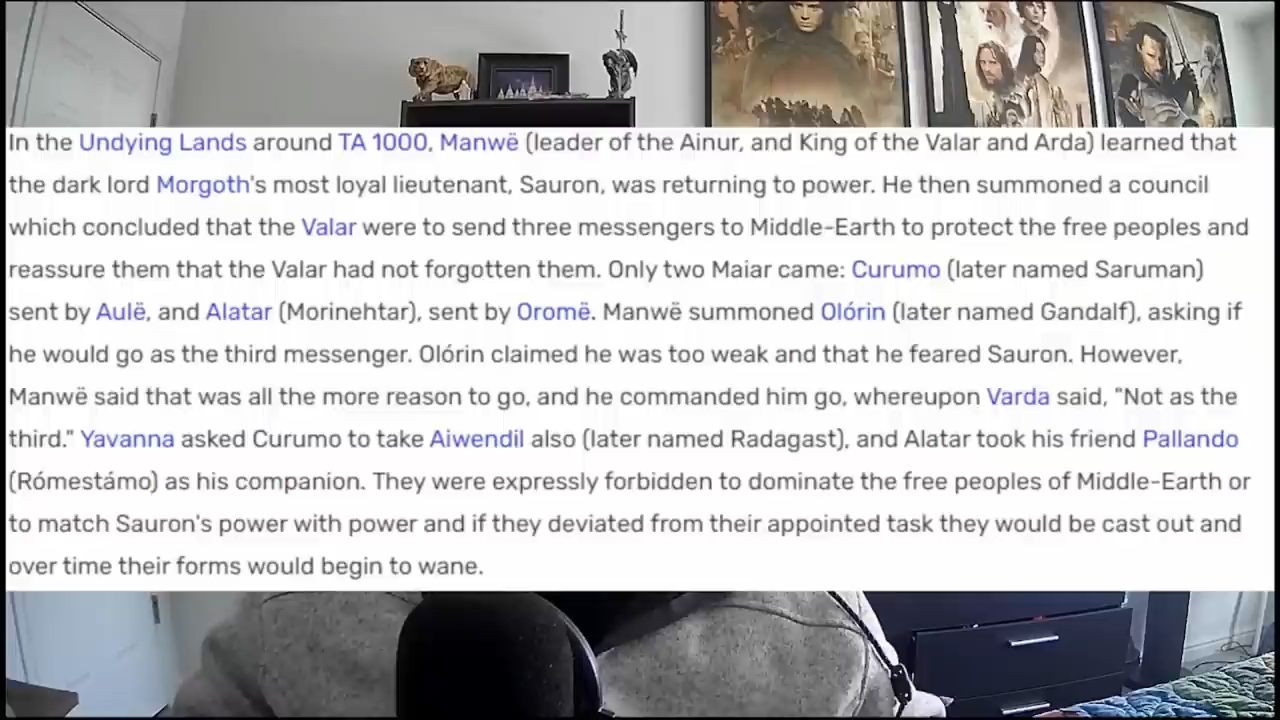 In the Undying Lands around TA 1000, Manwë (leader of the Ainur, and King of the Valar and Arda) learned that
the dark lord Morgoth's most loyal lieutenant, Sauron, was returning to power. He then summoned a council
which concluded that the Valar were to send three messengers to Middle-Earth to protect the free peoples and
reassure them that the Valar had not forgotten them. Only two Maiar came: Curumo (later named Saruman)
sent by Aulë, and Alatar (Morinehtar), sent by Oromë. Manwë summoned Olórin (later named Gandalf), asking if
he would go as the third messenger. Olórin claimed he was too weak and that he feared Sauron. However,
Manwë said that was all the more reason to go, and he commanded him go, whereupon Varda said, "Not as the
third." Yavanna asked Curumo to take Aiwendil also (later named Radagast), and Alatar took his friend Pallando
(Rómestámo) as his companion. They were expressly forbidden to dominate the free peoples of Middle-Earth or
to match Sauron's power with power and if they deviated from their appointed task they would be cast out and
over time their forms would begin to wane.